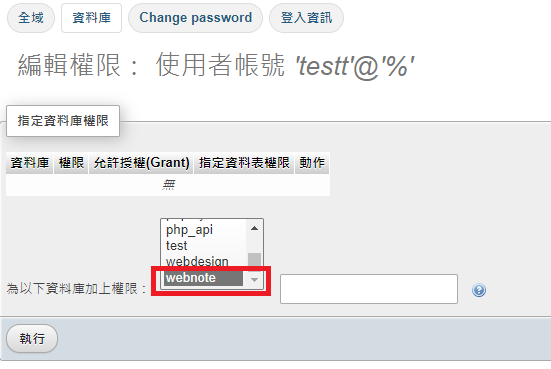 全域 資料庫 Change password 登入資訊
編輯權限： 使用者帳號 'testt'@'%'
指定資料庫權限
資料庫 權限 允許授權(Grant) 指定資料表權限 動作
無
php_api
test
webdesign
webnote
為以下資料庫加上權限：
執行